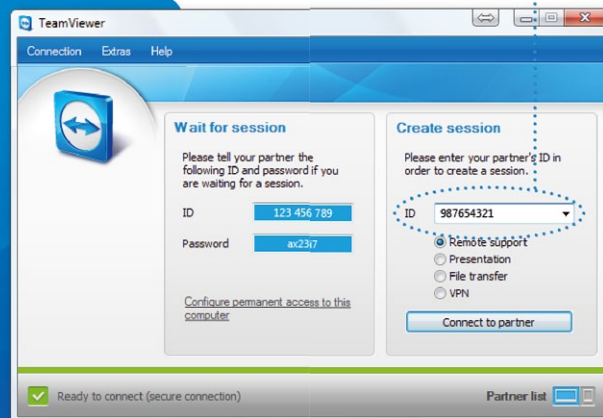 TeamViewer
Connection Extras Help
Wait for session
Please tell your partner the
following ID and password if you
are waiting for a session.
ID 123 456 789
Password ax23i7
Configure permanent access to this
computer
Create session
Please enter your partner's ID in
order to create a session.
ID 987654321
Remote support
Presentation
File transfer
VPN
Connect to partner
Ready to connect (secure connection)
Partner list